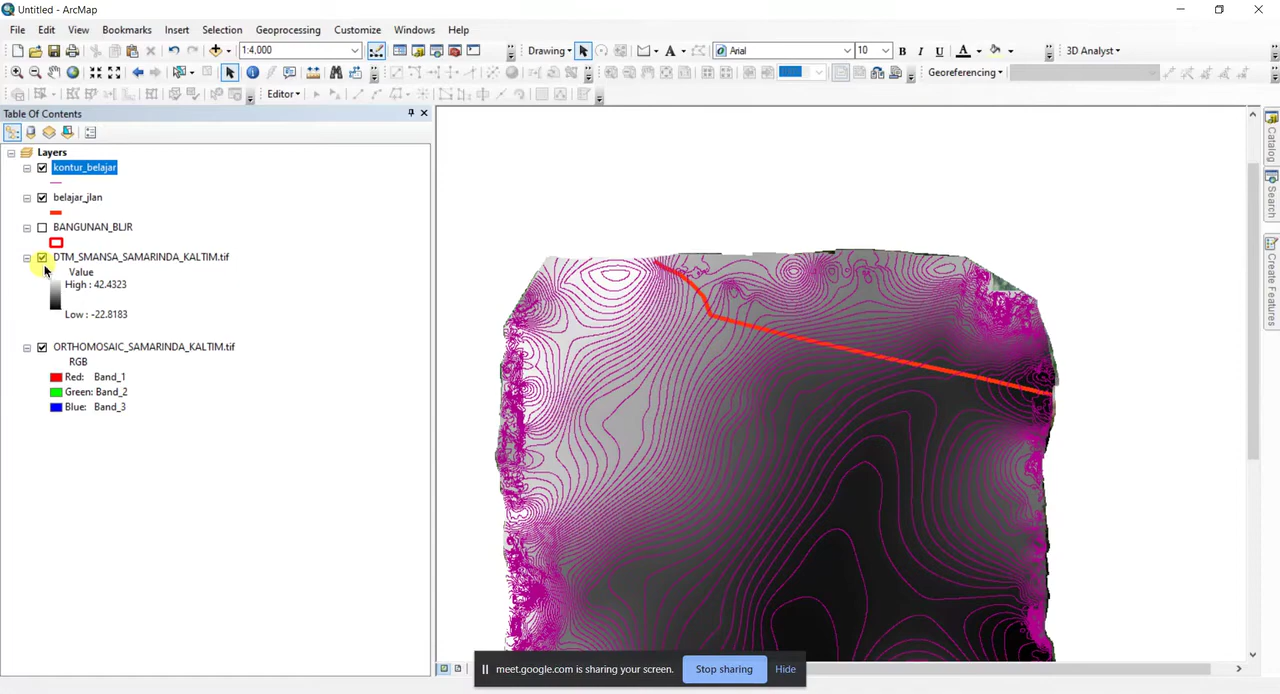 Untitled - ArcMap
File Edit View Bookmarks Insert Selection Geoprocessing Customize Windows Help
1:4,000 Drawing A Arial 10 B I U A 3D Analyst
Georeferencing
Editor
Table Of Contents
Layers
kontur_belajar
belajar_jlan
BANGUNAN_BLJR
DTM_SMANSA_SAMARINDA_KALTIM.tif
Value
High : 42.4323
Low : -22.8183
ORTHOMOSAIC_SAMARINDA_KALTIM.tif
RGB
Red: Band_1
Green: Band_2
Blue: Band_3
Catalog
Search
Create Features
meet.google.com is sharing your screen. Stop sharing Hide